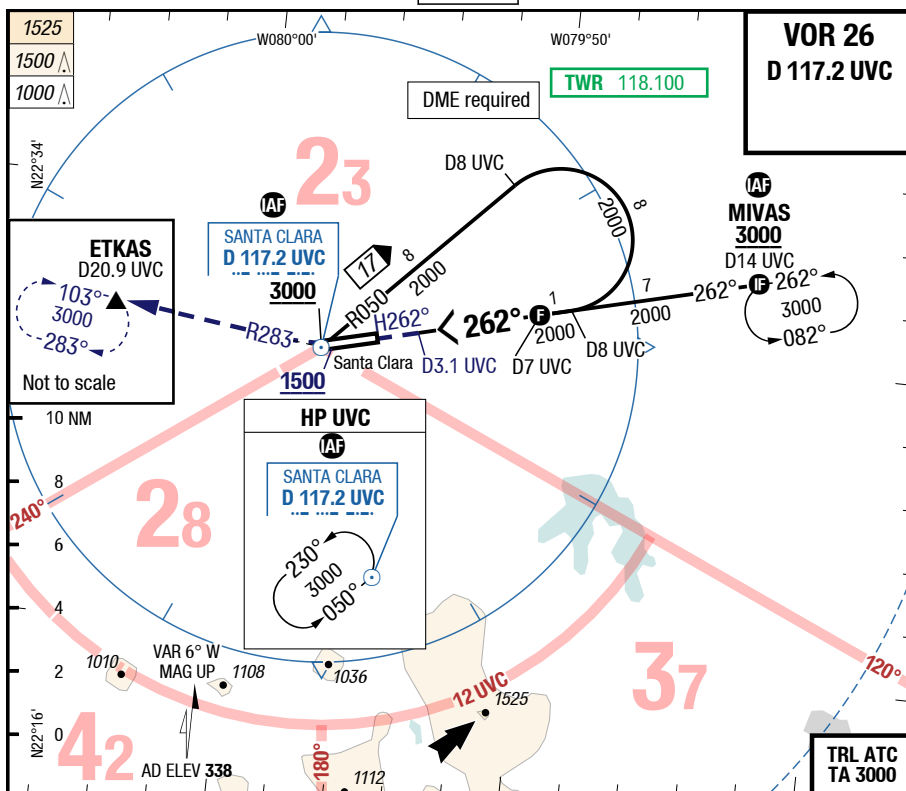 1525
1500
1000
W080°00'
W079°50'
VOR 26
D 117.2 UVC
TWR 118.100
DME required
N22°34'
23
D8 UVC
IAF
SANTA CLARA
D 117.2 UVC
3000
IAF
MIVAS
3000
D14 UVC
ETKAS
D20.9 UVC
103°
3000
283°
Not to scale
R283
17
8
2000
R050
8
2000
H262°
262°
F
1
2000
7
2000
262°
IF
262°
3000
082°
Santa Clara
D3.1 UVC
D7 UVC
D8 UVC
1500
HP UVC
IAF
SANTA CLARA
D 117.2 UVC
230°
3000
050°
10 NM
8
6
4
2
0
240°
28
120°
37
12 UVC
180°
42
1010
VAR 6° W
MAG UP
1108
1036
1525
1112
N22°16'
AD ELEV 338
TRL ATC
TA 3000